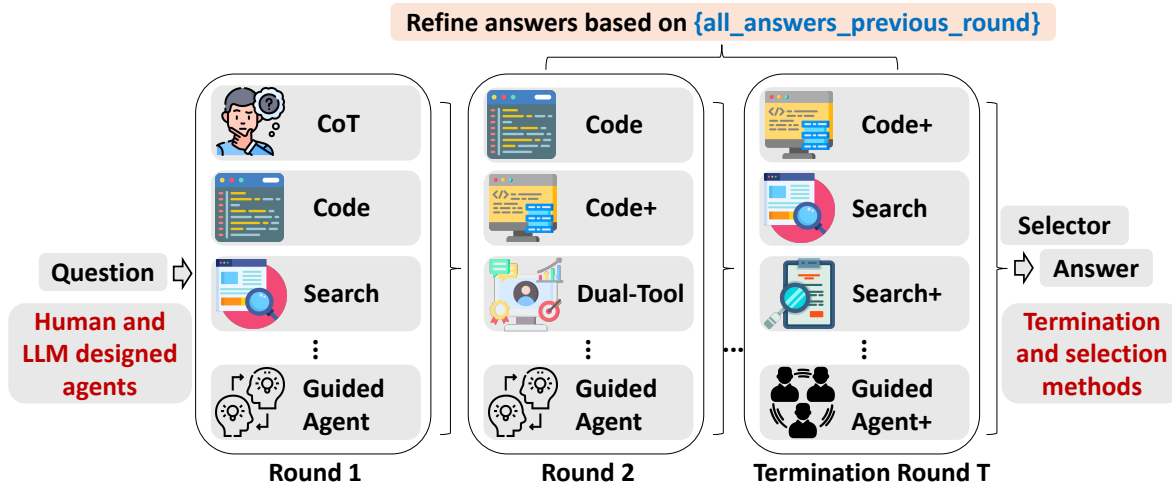 Refine answers based on {all_answers_previous_round}
Question
Human and
LLM designed
agents
CoT
Code
Search
Guided
Agent
Round 1
Code
Code+
Dual-Tool
Guided
Agent
Round 2
...
Code+
Search
Search+
Guided
Agent+
Termination Round T
Selector
Answer
Termination
and selection
methods